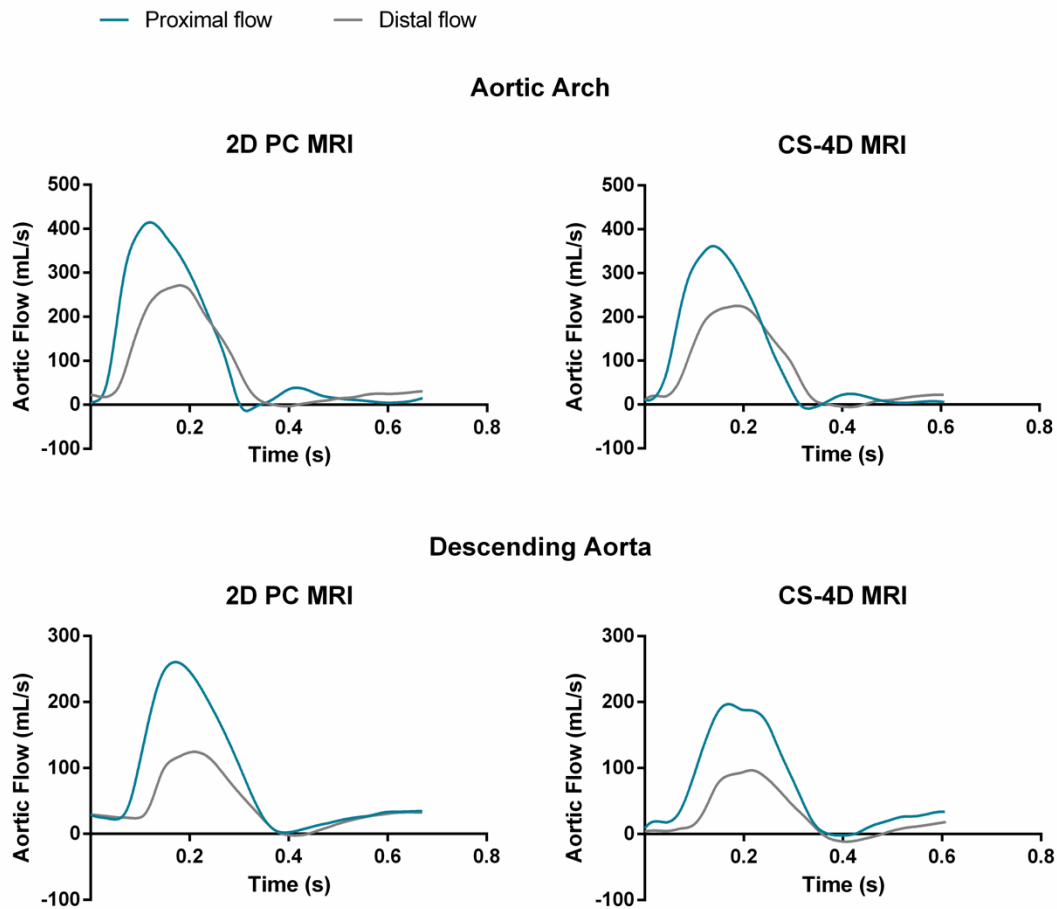 Proximal flow Distal flow
Aortic Arch
2D PC MRI
Aortic Flow (mL/s)
500
400
300
200
100
0
-100
0.2 0.4 0.6 0.8
Time (s)
CS-4D MRI
Aortic Flow (mL/s)
500
400
300
200
100
0
-100
0.2 0.4 0.6 0.8
Time (s)
Descending Aorta
2D PC MRI
Aortic Flow (mL/s)
300
200
100
0
-100
0.2 0.4 0.6 0.8
Time (s)
CS-4D MRI
Aortic Flow (mL/s)
300
200
100
0
-100
0.2 0.4 0.6 0.8
Time (s)